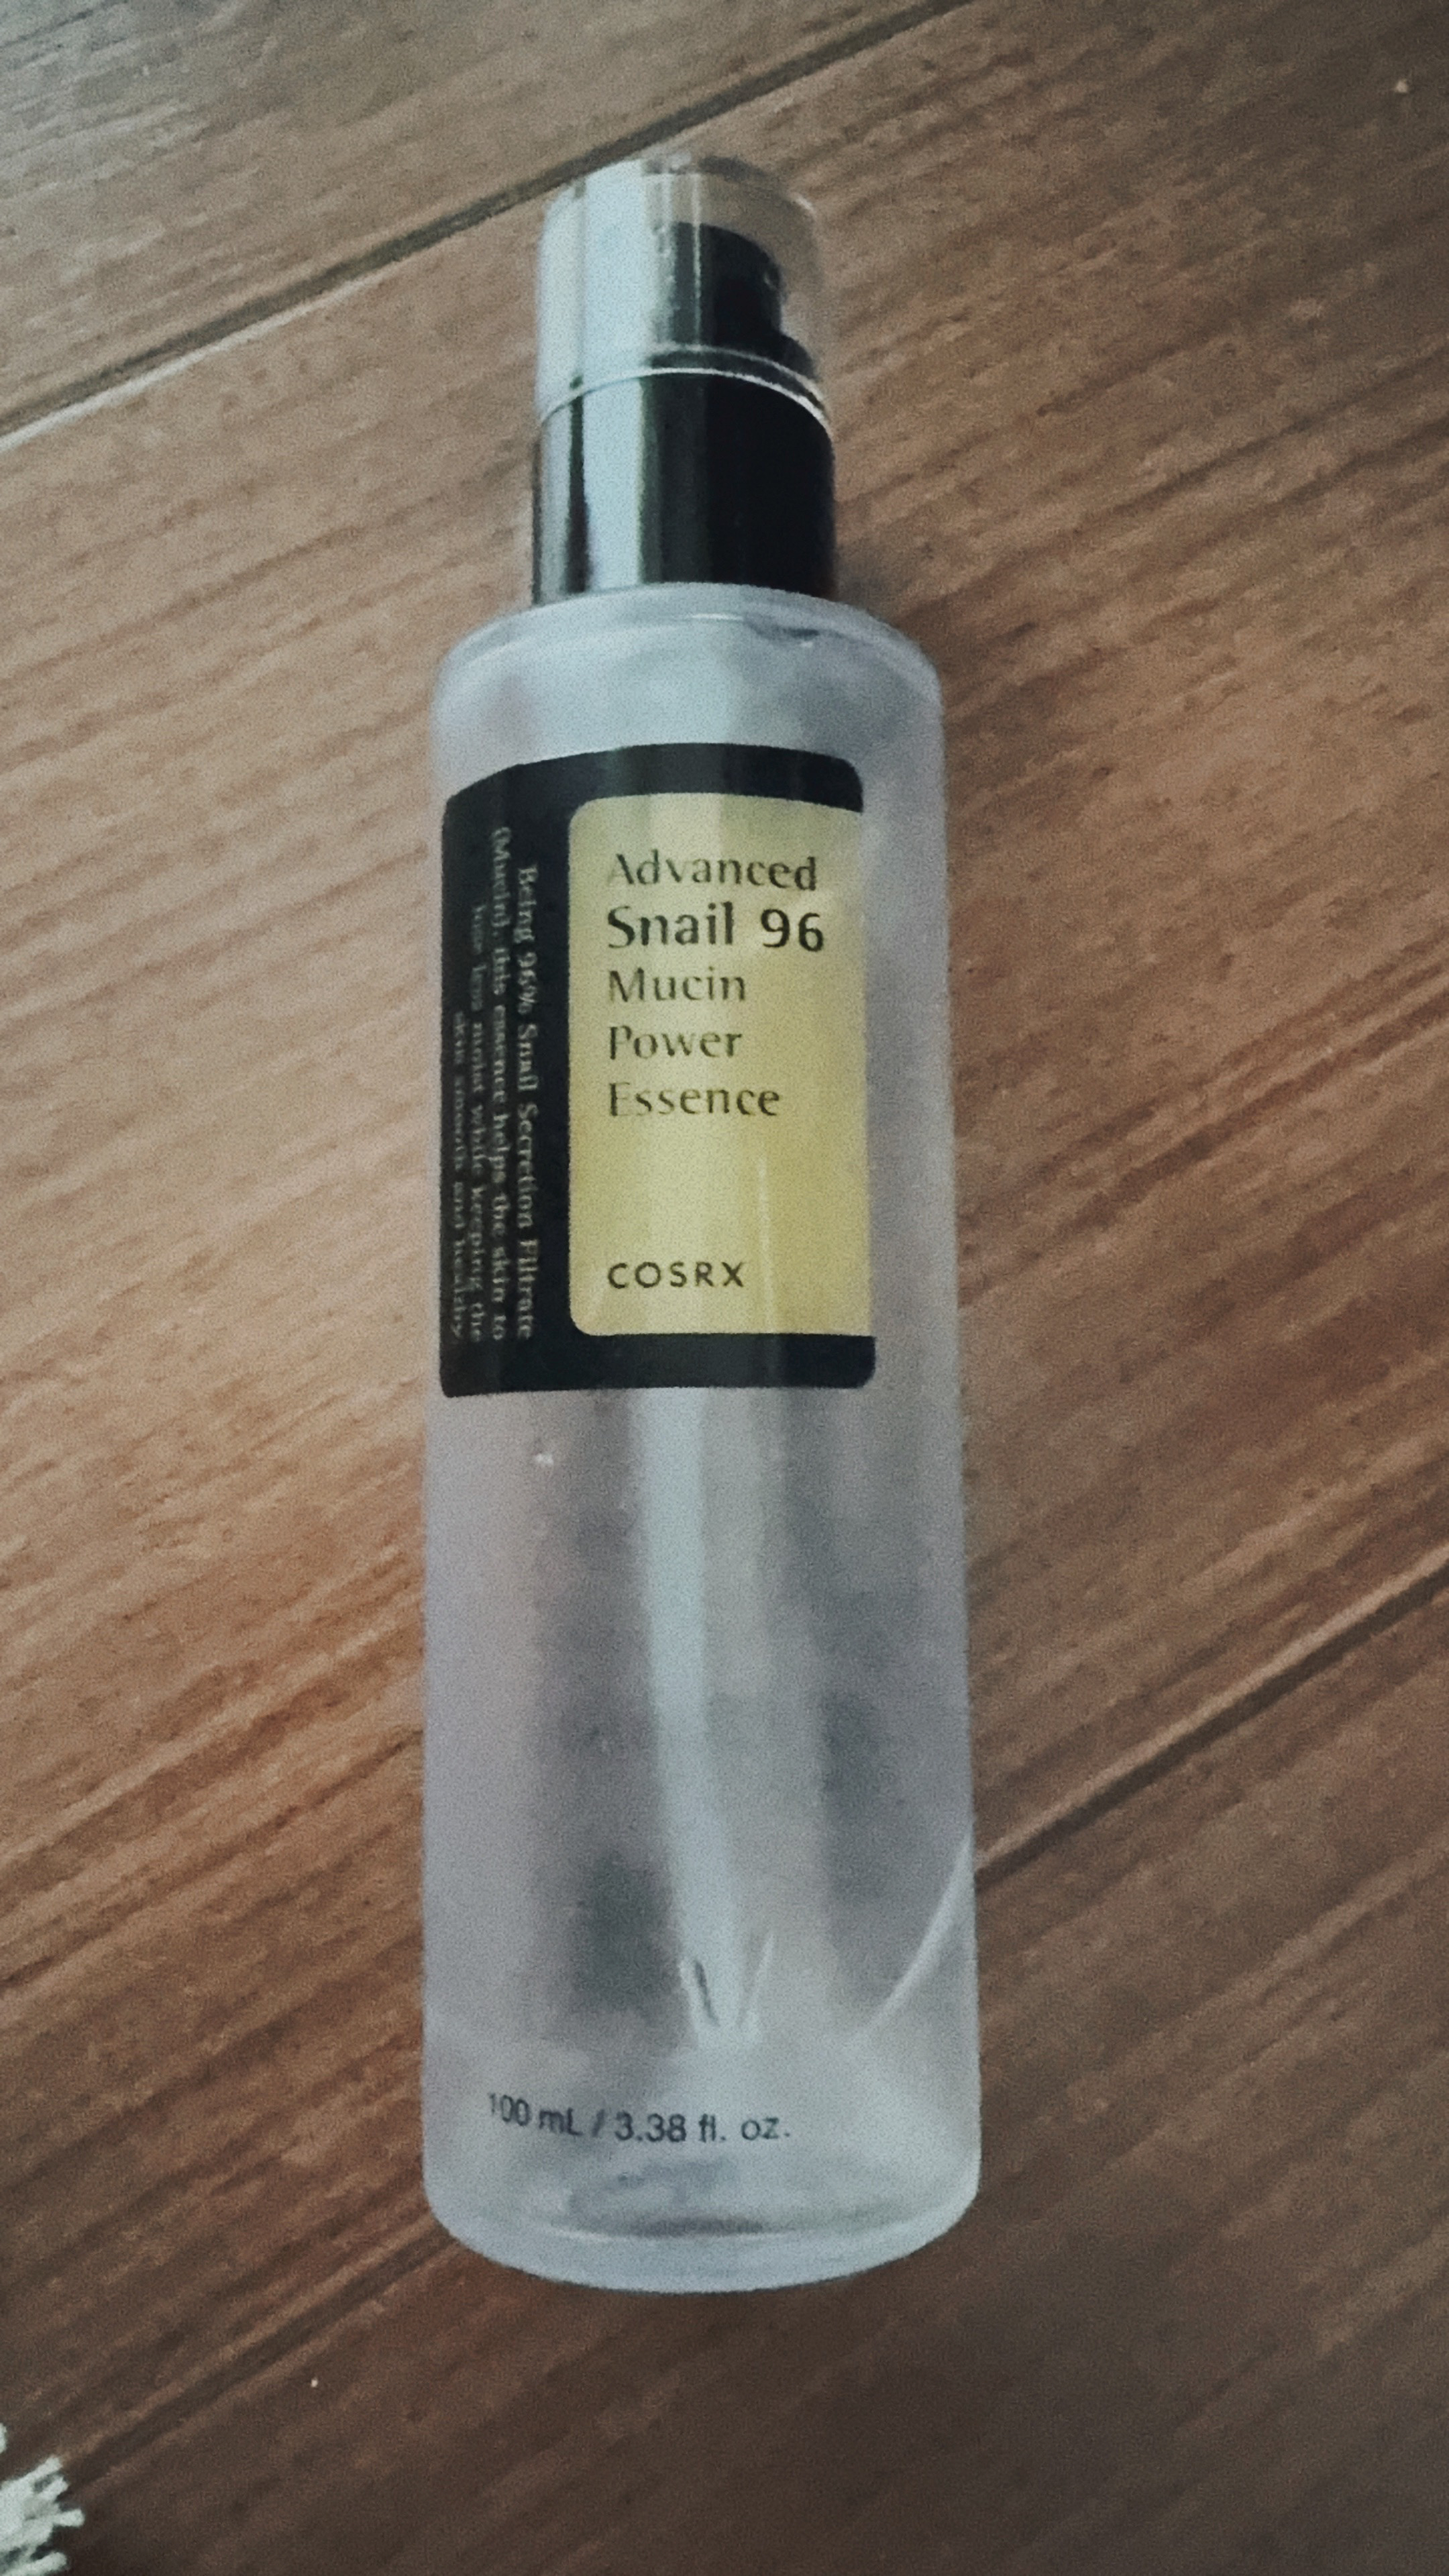 Advanced
Snail 96
Mucin
Power
Essence
COSRX
Being 96% Snail Secretion Filtrate
(Mucin), this essence helps the skin to
lose less moist while keeping the
skin smooth and healthy
100 mL / 3.38 fl. oz.